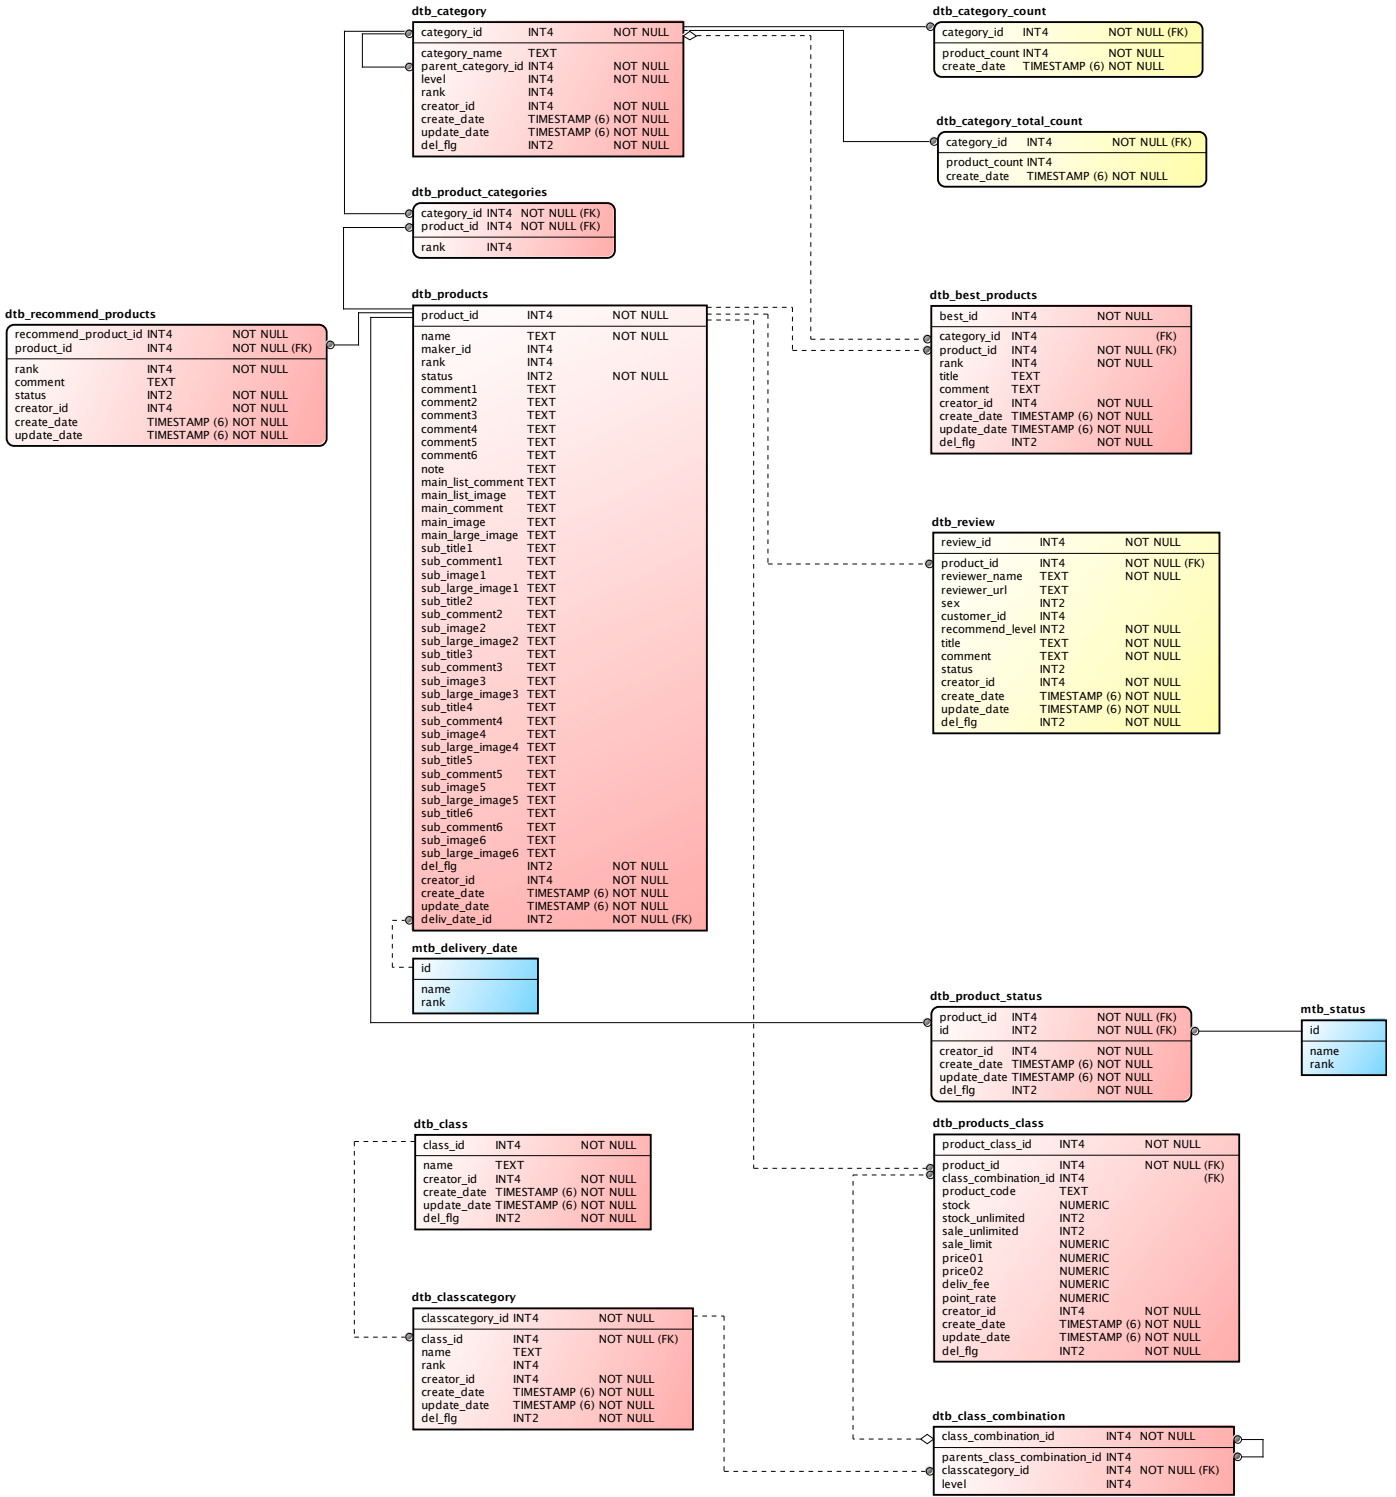 dtb_category
category_id INT4 NOT NULL
category_name TEXT
parent_category_id INT4 NOT NULL
level INT4 NOT NULL
rank INT4
creator_id INT4 NOT NULL
create_date TIMESTAMP (6) NOT NULL
update_date TIMESTAMP (6) NOT NULL
del_flg INT2 NOT NULL
dtb_category_count
category_id INT4 NOT NULL (FK)
product_count INT4 NOT NULL
create_date TIMESTAMP (6) NOT NULL
dtb_category_total_count
category_id INT4 NOT NULL (FK)
product_count INT4
create_date TIMESTAMP (6) NOT NULL
dtb_product_categories
category_id INT4 NOT NULL (FK)
product_id INT4 NOT NULL (FK)
rank INT4
dtb_recommend_products
recommend_product_id INT4 NOT NULL
product_id INT4 NOT NULL (FK)
rank INT4 NOT NULL
comment TEXT
status INT2 NOT NULL
creator_id INT4 NOT NULL
create_date TIMESTAMP (6) NOT NULL
update_date TIMESTAMP (6) NOT NULL
dtb_products
product_id INT4 NOT NULL
name TEXT NOT NULL
maker_id INT4
rank INT4
status INT2 NOT NULL
comment1 TEXT
comment2 TEXT
comment3 TEXT
comment4 TEXT
comment5 TEXT
comment6 TEXT
note TEXT
main_list_comment TEXT
main_list_image TEXT
main_comment TEXT
main_image TEXT
main_large_image TEXT
sub_title1 TEXT
sub_comment1 TEXT
sub_image1 TEXT
sub_large_image1 TEXT
sub_title2 TEXT
sub_comment2 TEXT
sub_image2 TEXT
sub_large_image2 TEXT
sub_title3 TEXT
sub_comment3 TEXT
sub_image3 TEXT
sub_large_image3 TEXT
sub_title4 TEXT
sub_comment4 TEXT
sub_image4 TEXT
sub_large_image4 TEXT
sub_title5 TEXT
sub_comment5 TEXT
sub_image5 TEXT
sub_large_image5 TEXT
sub_title6 TEXT
sub_comment6 TEXT
sub_image6 TEXT
sub_large_image6 TEXT
del_flg INT2 NOT NULL
creator_id INT4 NOT NULL
create_date TIMESTAMP (6) NOT NULL
update_date TIMESTAMP (6) NOT NULL
deliv_date_id INT2 NOT NULL (FK)
dtb_best_products
best_id INT4 NOT NULL
category_id INT4 (FK)
product_id INT4 NOT NULL (FK)
rank INT4 NOT NULL
title TEXT
comment TEXT
creator_id INT4 NOT NULL
create_date TIMESTAMP (6) NOT NULL
update_date TIMESTAMP (6) NOT NULL
del_flg INT2 NOT NULL
dtb_review
review_id INT4 NOT NULL
product_id INT4 NOT NULL (FK)
reviewer_name TEXT NOT NULL
reviewer_url TEXT
sex INT2
customer_id INT4
recommend_level INT2 NOT NULL
title TEXT NOT NULL
comment TEXT NOT NULL
status INT2
creator_id INT4 NOT NULL
create_date TIMESTAMP (6) NOT NULL
update_date TIMESTAMP (6) NOT NULL
del_flg INT2 NOT NULL
mtb_delivery_date
id
name
rank
dtb_product_status
product_id INT4 NOT NULL (FK)
id INT2 NOT NULL (FK)
creator_id INT4 NOT NULL
create_date TIMESTAMP (6) NOT NULL
update_date TIMESTAMP (6) NOT NULL
del_flg INT2 NOT NULL
mtb_status
id
name
rank
dtb_class
class_id INT4 NOT NULL
name TEXT
creator_id INT4 NOT NULL
create_date TIMESTAMP (6) NOT NULL
update_date TIMESTAMP (6) NOT NULL
del_flg INT2 NOT NULL
dtb_products_class
product_class_id INT4 NOT NULL
product_id INT4 NOT NULL (FK)
class_combination_id INT4 (FK)
product_code TEXT
stock NUMERIC
stock_unlimited INT2
sale_unlimited INT2
sale_limit NUMERIC
price01 NUMERIC
price02 NUMERIC
deliv_fee NUMERIC
point_rate NUMERIC
creator_id INT4 NOT NULL
create_date TIMESTAMP (6) NOT NULL
update_date TIMESTAMP (6) NOT NULL
del_flg INT2 NOT NULL
dtb_classcategory
classcategory_id INT4 NOT NULL
class_id INT4 NOT NULL (FK)
name TEXT
rank INT4
creator_id INT4 NOT NULL
create_date TIMESTAMP (6) NOT NULL
update_date TIMESTAMP (6) NOT NULL
del_flg INT2 NOT NULL
dtb_class_combination
class_combination_id INT4 NOT NULL
parents_class_combination_id INT4
classcategory_id INT4 NOT NULL (FK)
level INT4